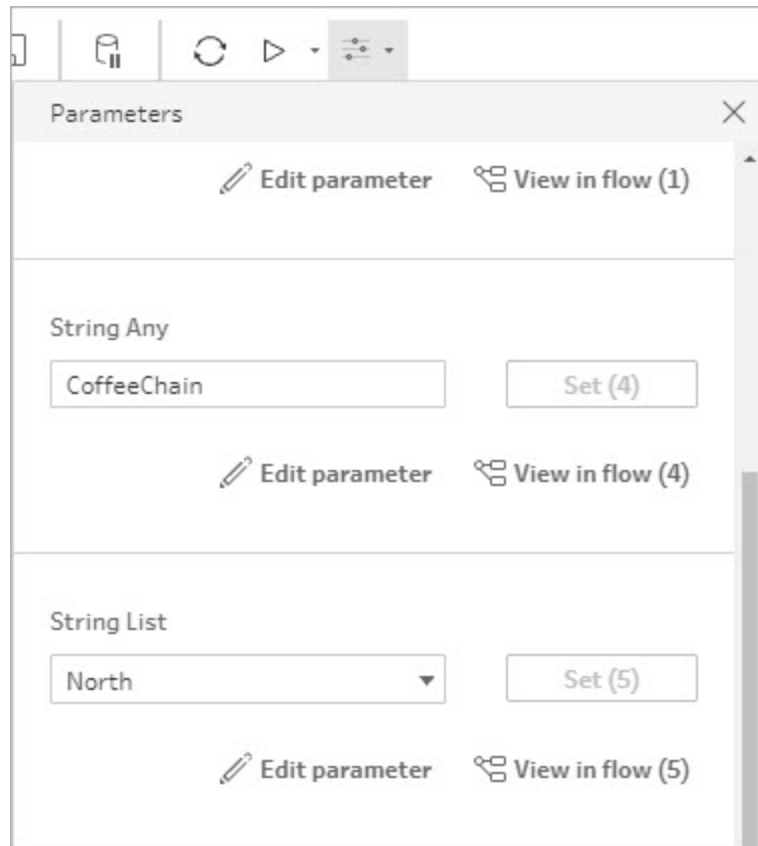 Parameters
Edit parameter View in flow (1)
String Any
CoffeeChain Set (4)
Edit parameter View in flow (4)
String List
North Set (5)
Edit parameter View in flow (5)